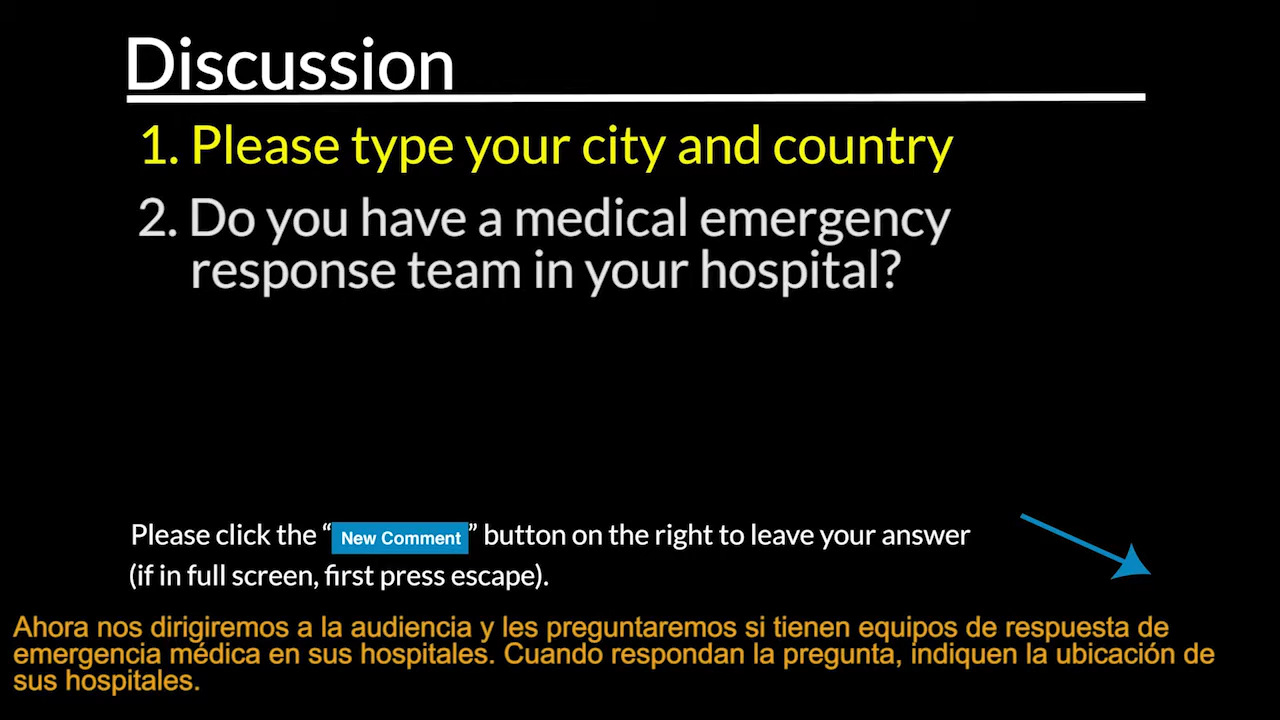 Discussion
1. Please type your city and country
2. Do you have a medical emergency
response team in your hospital?
Please click the “New Comment” button on the right to leave your answer
(if in full screen, first press escape).
Ahora nos dirigiremos a la audiencia y les preguntaremos si tienen equipos de respuesta de
emergencia médica en sus hospitales. Cuando respondan la pregunta, indiquen la ubicación de
sus hospitales.